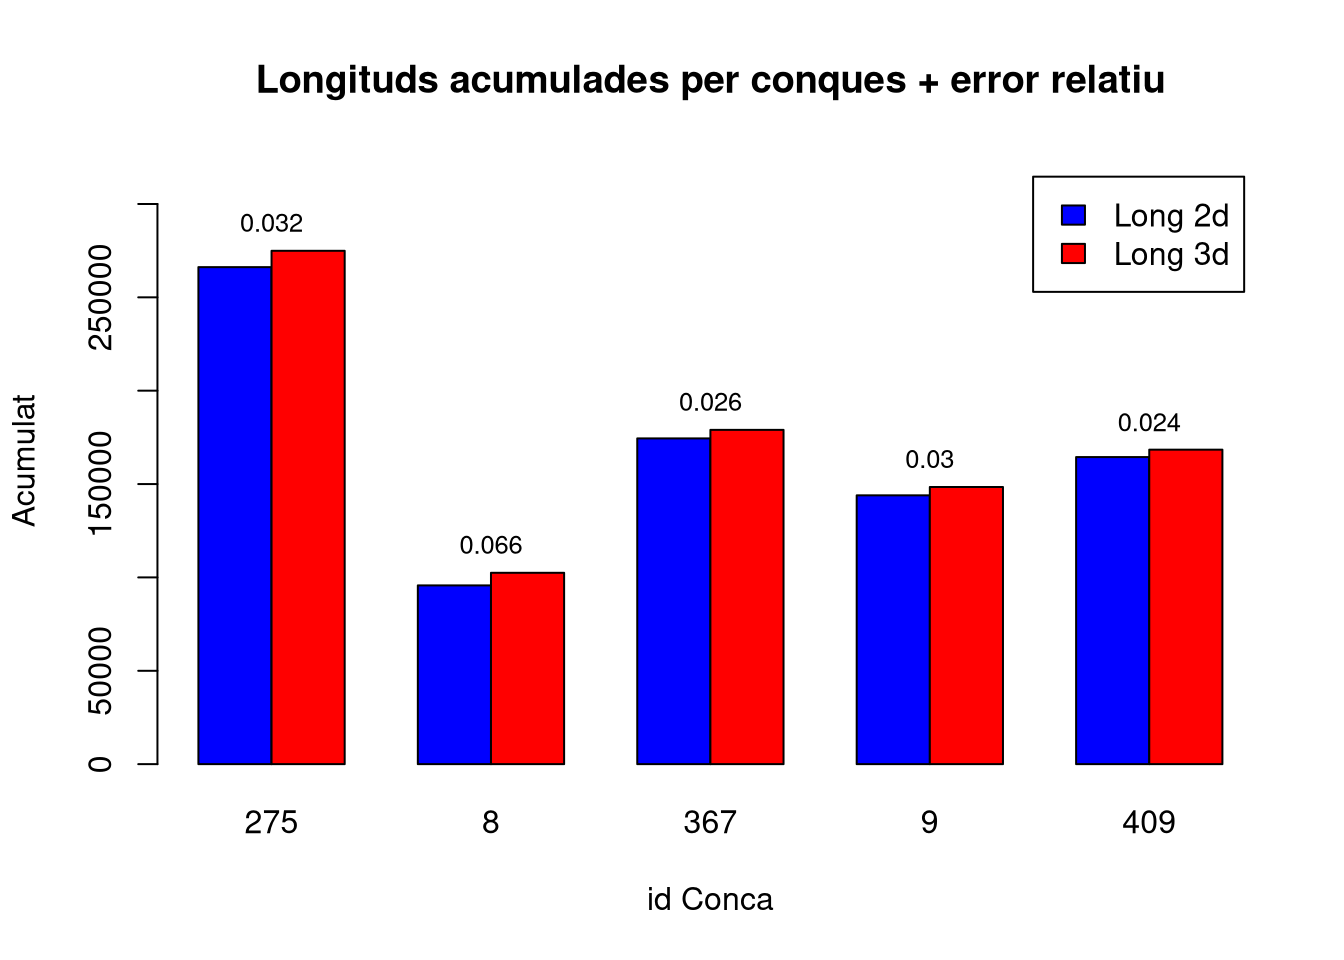 Longituds acumulades per conques + error relatiu
Long 2d
Long 3d
Acumulat
250000
150000
50000
0
0.032
0.066
0.026
0.03
0.024
275 8 367 9 409
id Conca